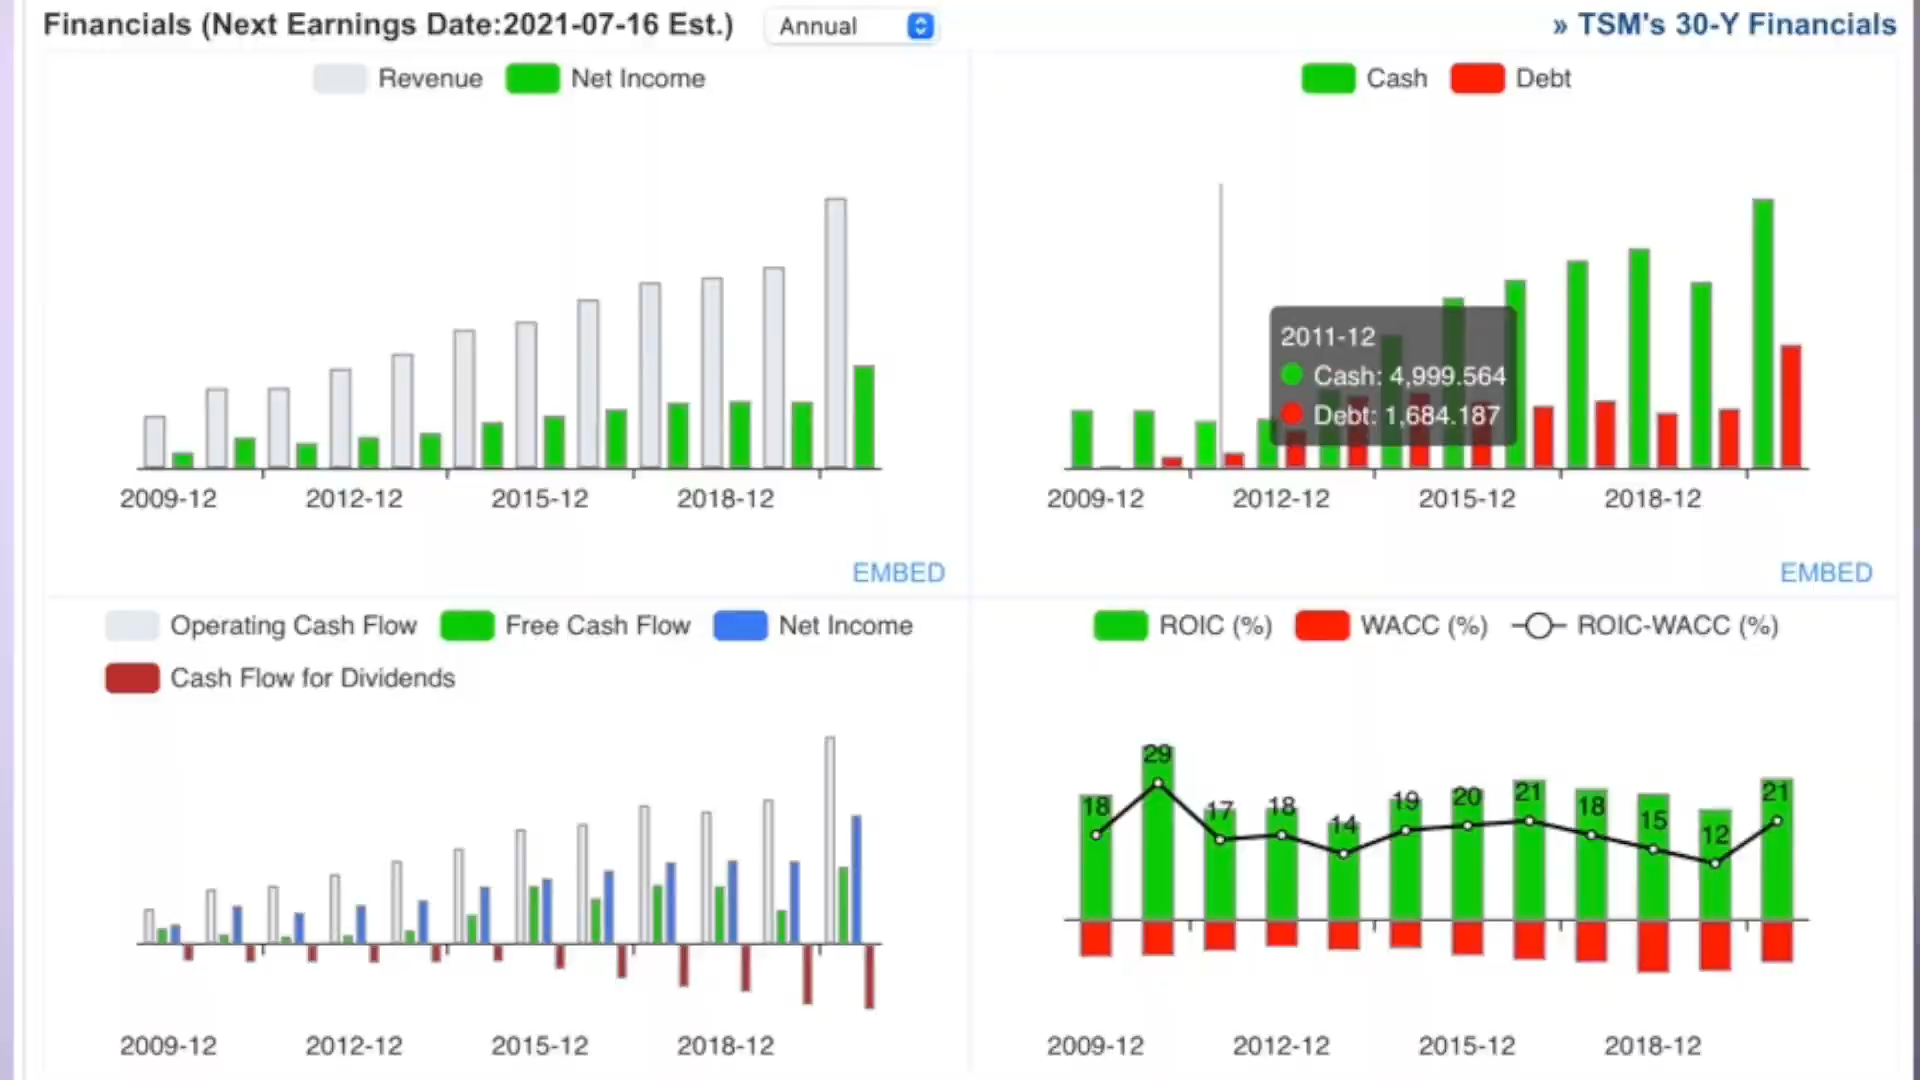 Financials (Next Earnings Date:2021-07-16 Est.) Annual
» TSM's 30-Y Financials
Revenue Net Income
2009-12 2012-12 2015-12 2018-12
EMBED
Cash Debt
2011-12
Cash: 4,999.564
Debt: 1,684.187
2009-12 2012-12 2015-12 2018-12
EMBED
Operating Cash Flow Free Cash Flow Net Income
Cash Flow for Dividends
2009-12 2012-12 2015-12 2018-12
ROIC (%) WACC (%) ROIC-WACC (%)
18 29 17 18 14 19 20 21 18 15 12 21
2009-12 2012-12 2015-12 2018-12